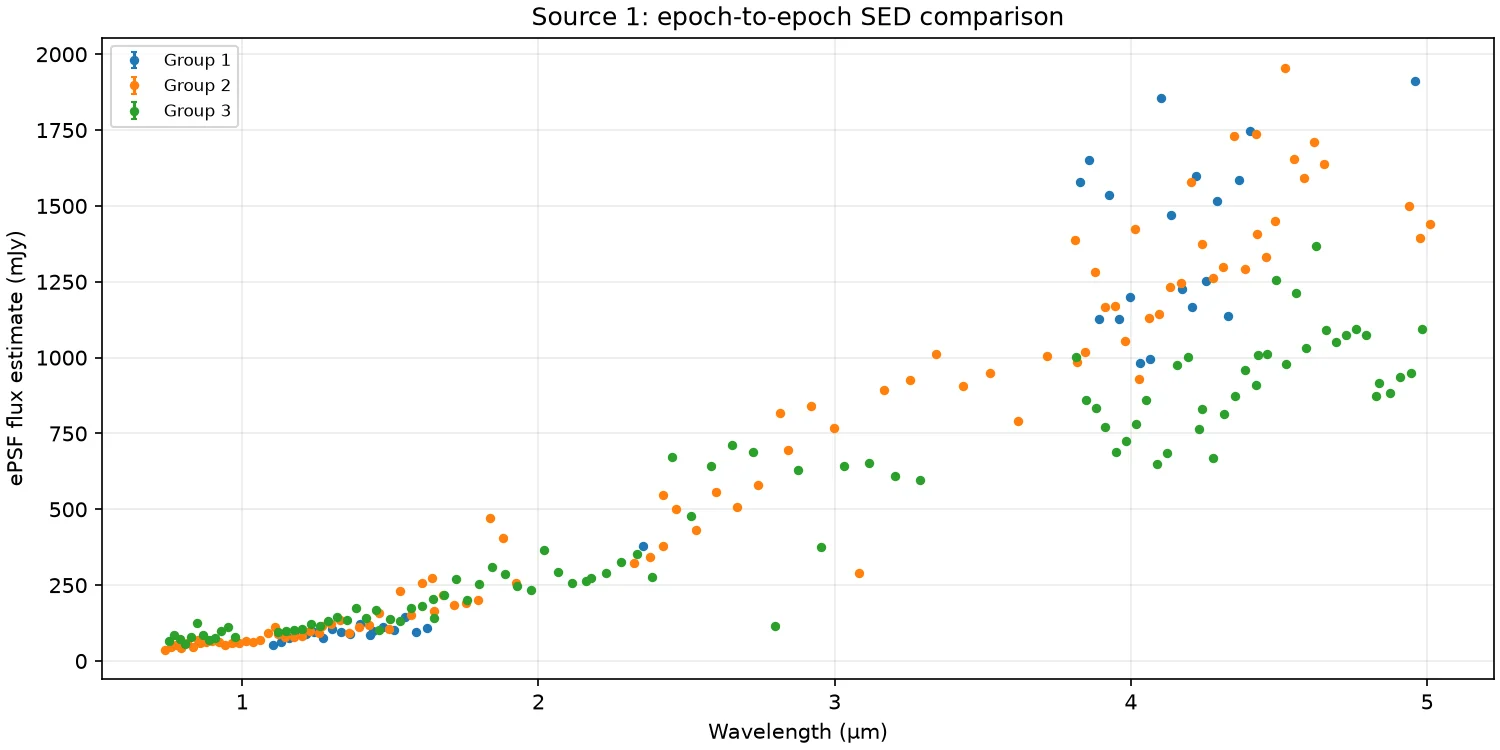 Source 1: epoch-to-epoch SED comparison
Group 1
Group 2
Group 3
ePSF flux estimate (mJy)
2000
1750
1500
1250
1000
750
500
250
0
1 2 3 4 5
Wavelength (μm)